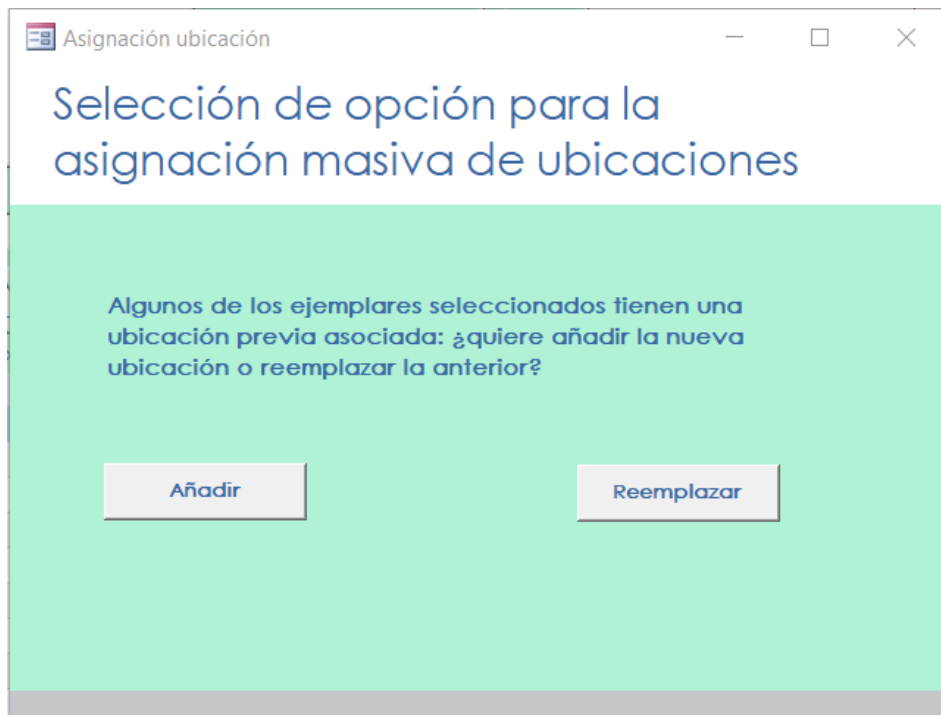 Asignación ubicación
Selección de opción para la
asignación masiva de ubicaciones
Algunos de los ejemplares seleccionados tienen una
ubicación previa asociada: ¿quiere añadir la nueva
ubicación o reemplazar la anterior?
Añadir
Reemplazar